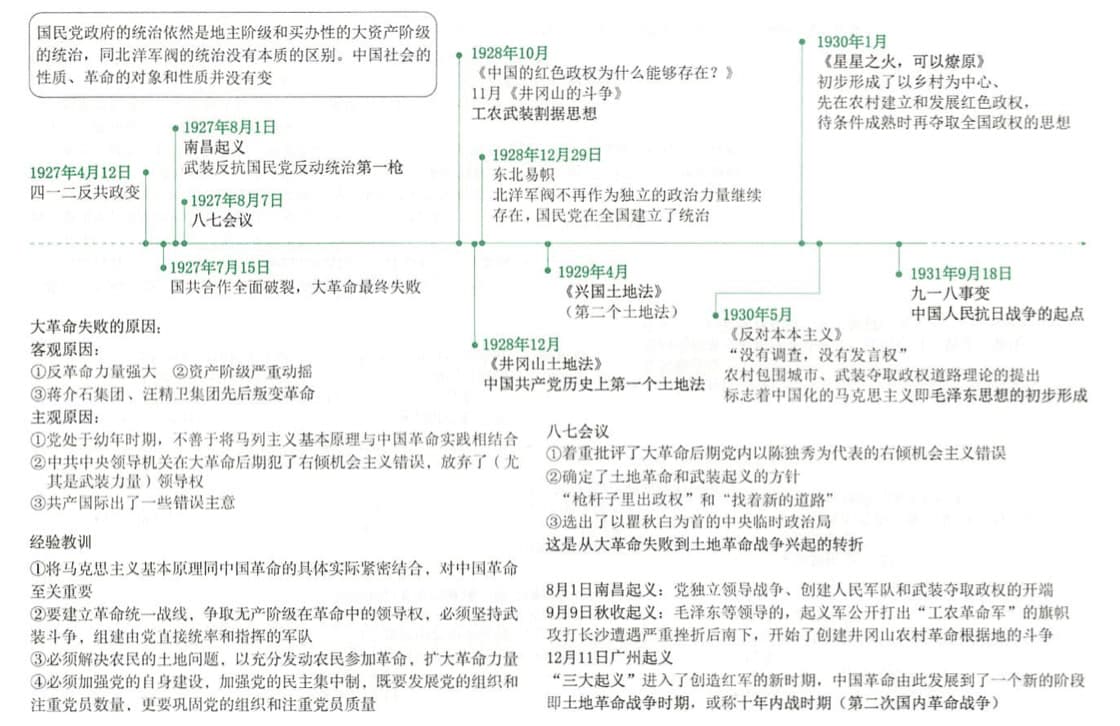 国民党政府的统治依然是地主阶级和买办性的大资产阶级
的统治，同北洋军阀的统治没有本质的区别。中国社会的
性质、革命的对象和性质并没有变
1927年4月12日
四一二反共政变
1927年8月1日
南昌起义
武装反抗国民党反动统治第一枪
1927年8月7日
八七会议
1927年7月15日
国共合作全面破裂，大革命最终失败
1928年10月
《中国的红色政权为什么能够存在？》
11月《井冈山的斗争》
工农武装割据思想
1928年12月29日
东北易帜
北洋军阀不再作为独立的政治力量继续
存在，国民党在全国建立了统治
1928年12月
《井冈山土地法》
中国共产党历史上第一个土地法
1929年4月
《兴国土地法》
（第二个土地法）
1930年1月
《星星之火，可以燎原》
初步形成了以乡村为中心、
先在农村建立和发展红色政权，
待条件成熟时再夺取全国政权的思想
1930年5月
《反对本本主义》
“没有调查，没有发言权”
农村包围城市、武装夺取政权道路理论的提出
标志着中国化的马克思主义即毛泽东思想的初步形成
1931年9月18日
九一八事变
中国人民抗日战争的起点
大革命失败的原因：
客观原因：
①反革命力量强大　②资产阶级严重动摇
③蒋介石集团、汪精卫集团先后叛变革命
主观原因：
①党处于幼年时期，不善于将马列主义基本原理与中国革命实践相结合
②中共中央领导机关在大革命后期犯了右倾机会主义错误，放弃了（尤
其是武装力量）领导权
③共产国际出了一些错误主意
经验教训
①将马克思主义基本原理同中国革命的具体实际紧密结合，对中国革命
至关重要
②要建立革命统一战线，争取无产阶级在革命中的领导权，必须坚持武
装斗争，组建由党直接统率和指挥的军队
③必须解决农民的土地问题，以充分发动农民参加革命，扩大革命力量
④必须加强党的自身建设，加强党的民主集中制，既要发展党的组织和
注重党员数量，更要巩固党的组织和注重党员质量
八七会议
①着重批评了大革命后期党内以陈独秀为代表的右倾机会主义错误
②确定了土地革命和武装起义的方针
“枪杆子里出政权”和“找着新的道路”
③选出了以瞿秋白为首的中央临时政治局
这是从大革命失败到土地革命战争兴起的转折
8月1日南昌起义：党独立领导战争、创建人民军队和武装夺取政权的开端
9月9日秋收起义：毛泽东等领导的，起义军公开打出“工农革命军”的旗帜
攻打长沙遭遇严重挫折后南下，开始了创建井冈山农村革命根据地的斗争
12月11日广州起义
“三大起义”进入了创造红军的新时期，中国革命由此发展到了一个新的阶段
即土地革命战争时期，或称十年内战时期（第二次国内革命战争）